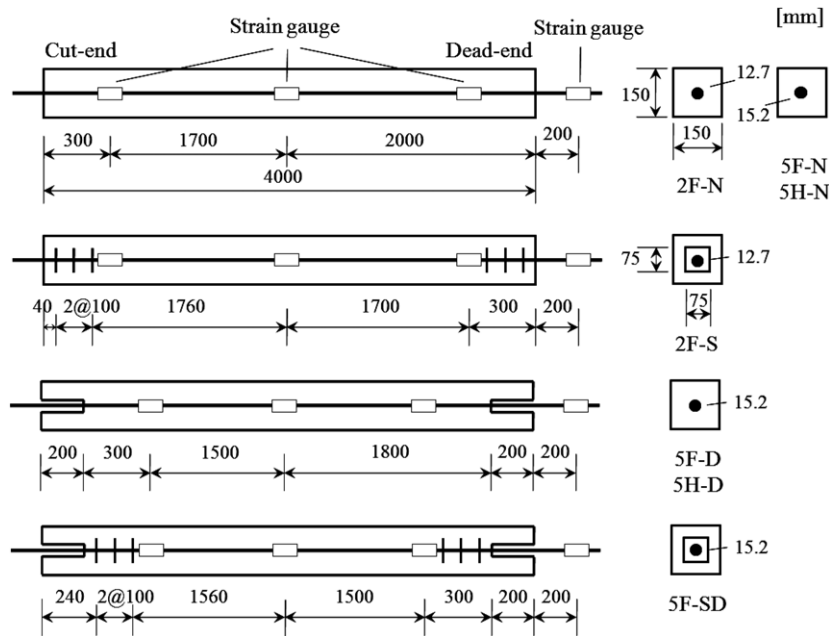 [mm]
Strain gauge
Strain gauge
Cut-end
Dead-end
12.7
150
15.2
300
1700
2000
200
150
4000
2F-N
5F-N
5H-N
75
12.7
40
2@100
1760
1700
300
200
75
2F-S
15.2
200
300
1500
1800
200
200
5F-D
5H-D
15.2
240
2@100
1560
1500
300
200
200
5F-SD